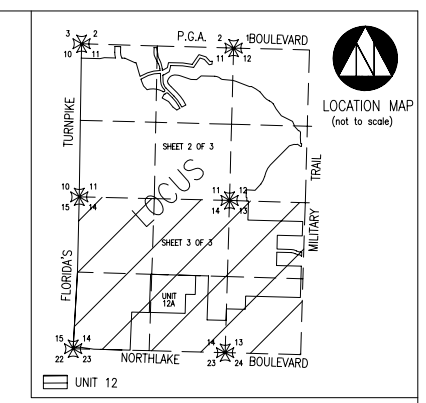 3 2
10 11
P.G.A. BOULEVARD
2 1
11 12
LOCATION MAP
(not to scale)
TURNPIKE
SHEET 2 OF 3
TRAIL
LOCUS
10 11
15 14
11 12
14 13
MILITARY
SHEET 3 OF 3
FLORIDA'S
UNIT
12A
15 14
22 23
14 13
23 24
NORTHLAKE BOULEVARD
UNIT 12